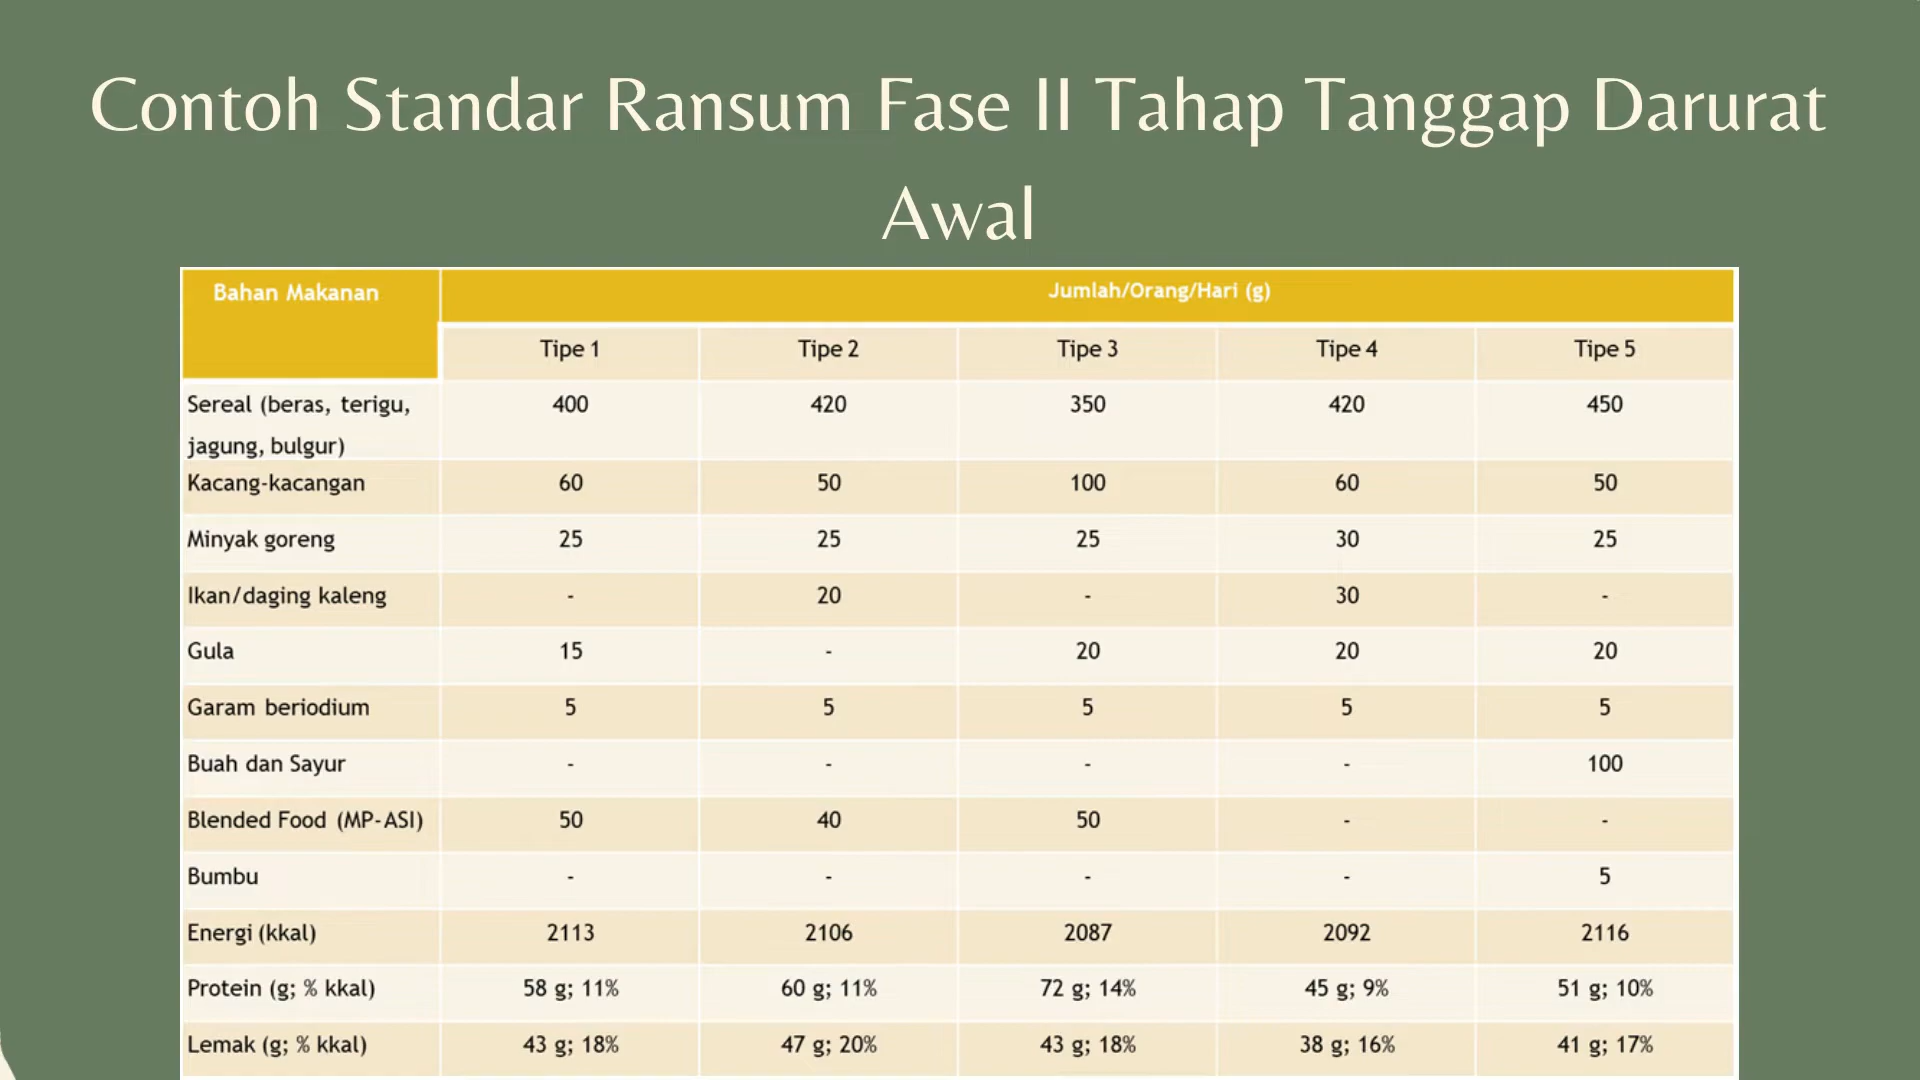 Contoh Standar Ransum Fase II Tahap Tanggap Darurat
Awal
Bahan Makanan Jumlah/Orang/Hari (g)
Tipe 1 Tipe 2 Tipe 3 Tipe 4 Tipe 5
Sereal (beras, terigu, 400 420 350 420 450
jagung, bulgur)
Kacang-kacangan 60 50 100 60 50
Minyak goreng 25 25 25 30 25
Ikan/daging kaleng - 20 - 30 -
Gula 15 - 20 20 20
Garam beriodium 5 5 5 5 5
Buah dan Sayur - - - - 100
Blended Food (MP-ASI) 50 40 50 - -
Bumbu - - - - 5
Energi (kkal) 2113 2106 2087 2092 2116
Protein (g; % kkal) 58 g; 11% 60 g; 11% 72 g; 14% 45 g; 9% 51 g; 10%
Lemak (g; % kkal) 43 g; 18% 47 g; 20% 43 g; 18% 38 g; 16% 41 g; 17%